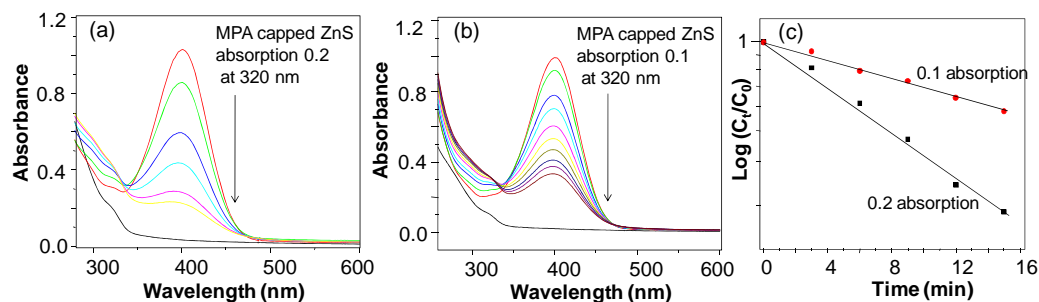 (a)
MPA capped ZnS
absorption 0.2
at 320 nm
Absorbance
1.2
0.8
0.4
0.0
300
400
500
600
Wavelength (nm)
(b)
MPA capped ZnS
absorption 0.1
at 320 nm
Absorbance
1.2
0.8
0.4
0.0
300
400
500
600
Wavelength (nm)
(c)
Log (Ct/C0)
1
0.1 absorption
0.2 absorption
0
4
8
12
16
Time (min)